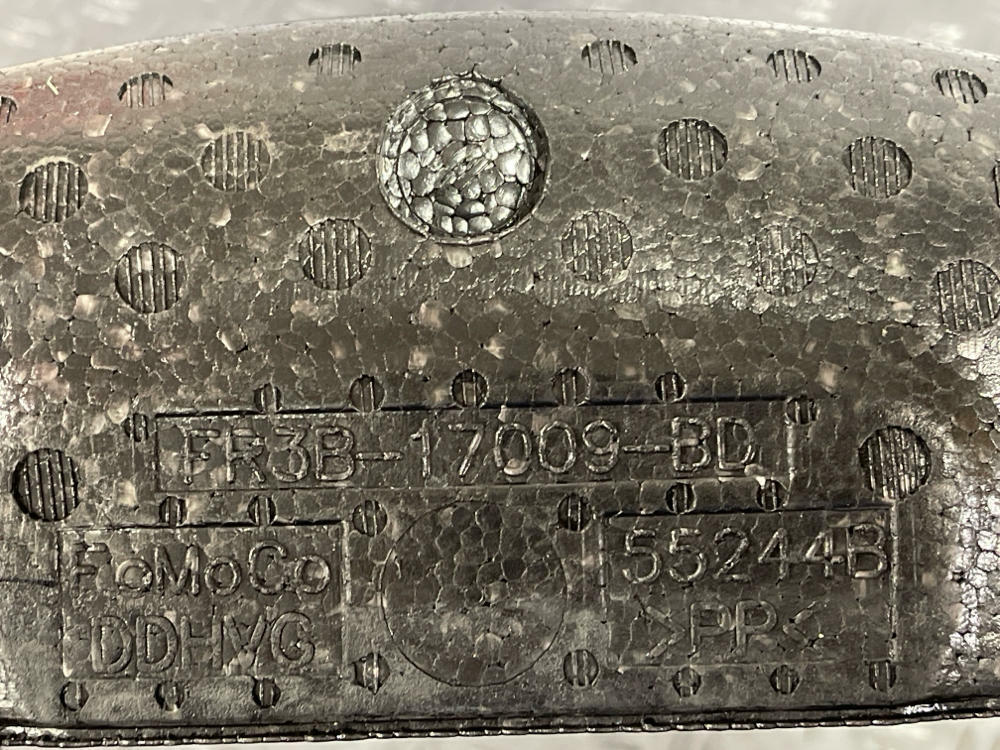 FR3B-17009-BD
FoMoCo
DDHVG
55244B
>PP<